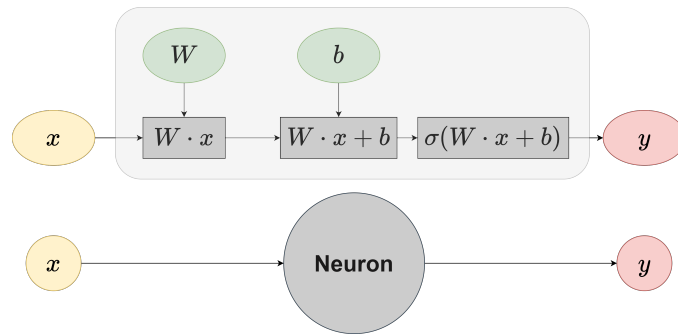 W b
x W · x W · x + b σ(W · x + b) y
x Neuron y